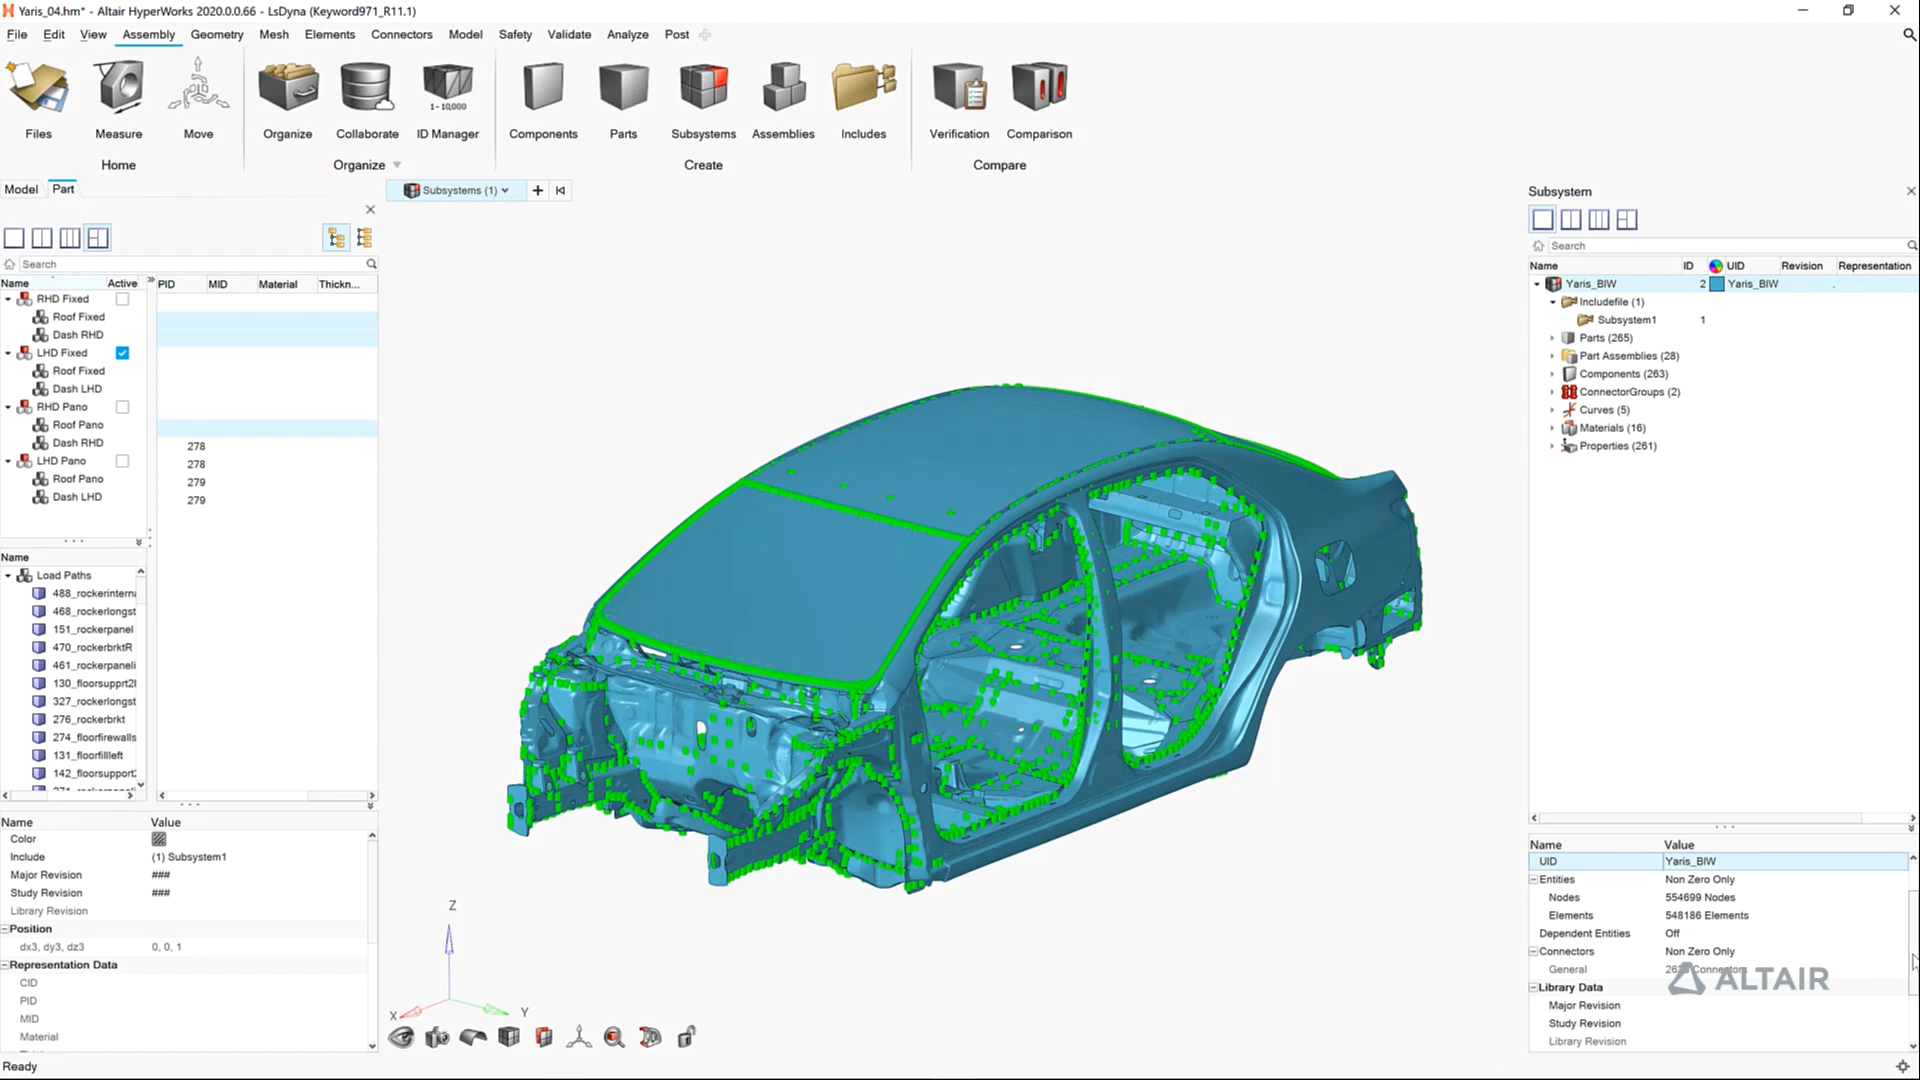 Yaris_04.hm* - Altair HyperWorks 2020.0.0.66 - LsDyna (Keyword971_R11.1)
File Edit View Assembly Geometry Mesh Elements Connectors Model Safety Validate Analyze Post
1 - 10,000
Files Measure Move Organize Collaborate ID Manager Components Parts Subsystems Assemblies Includes Verification Comparison
Home Organize Create Compare
Model Part
Subsystems (1)
Search
Name Active PID MID Material Thickn...
RHD Fixed
Roof Fixed
Dash RHD
LHD Fixed
Roof Fixed
Dash LHD
RHD Pano
Roof Pano
Dash RHD 278
LHD Pano 278
Roof Pano 279
Dash LHD 279
Name
Load Paths
488_rockerinterna
468_rockerlongst
151_rockerpanel
470_rockerbrktR
461_rockerpaneli
130_floorsupprt2l
327_rockerlongst
276_rockerbrkt
274_floorfirewalls
131_floorfillleft
142_floorsupport2
Name Value
Color
Include (1) Subsystem1
Major Revision ###
Study Revision ###
Library Revision
Position
dx3, dy3, dz3 0, 0, 1
Representation Data
CID
PID
MID
Material
Z
X
Y
Subsystem
Search
Name ID UID Revision Representation
Yaris_BIW 2 Yaris_BIW .
Includefile (1)
Subsystem1 1
Parts (265)
Part Assemblies (28)
Components (263)
ConnectorGroups (2)
Curves (5)
Materials (16)
Properties (261)
Name Value
UID Yaris_BIW
Entities Non Zero Only
Nodes 554699 Nodes
Elements 548186 Elements
Dependent Entities Off
Connectors Non Zero Only
General Connectors
ALTAIR
Library Data
Major Revision
Study Revision
Library Revision
Ready